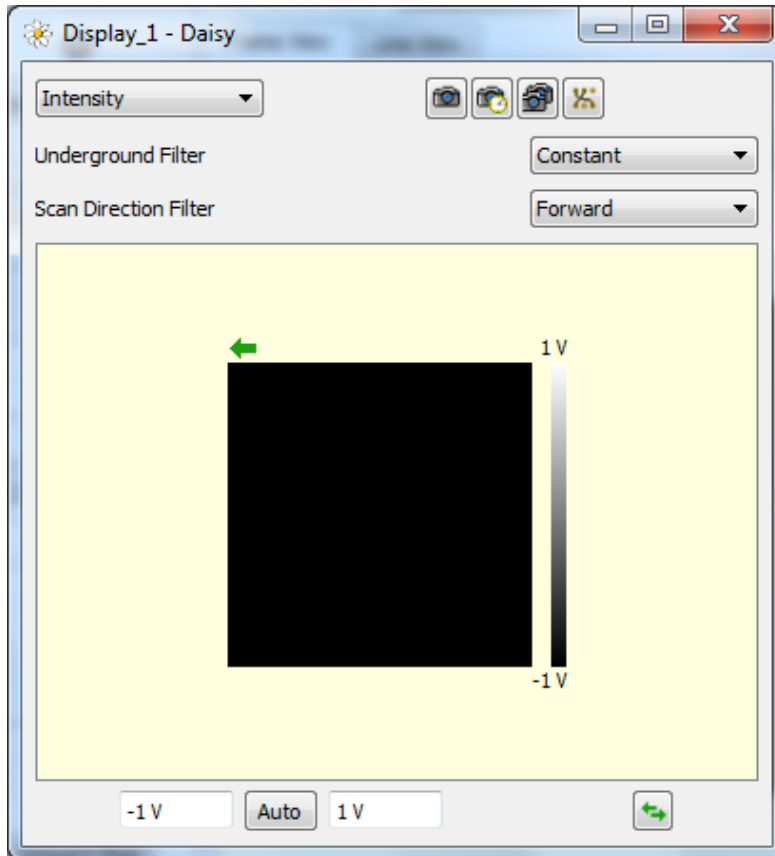 Display_1 - Daisy
Intensity
Underground Filter Constant
Scan Direction Filter Forward
1 V
-1 V
-1 V Auto 1 V